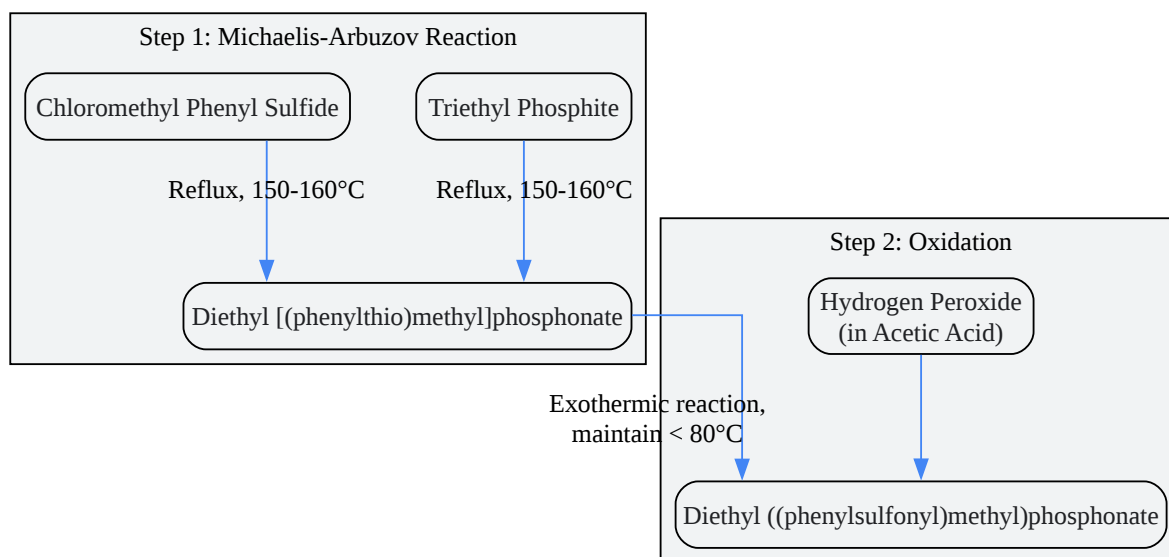 Step 1: Michaelis-Arbuzov Reaction
Chloromethyl Phenyl Sulfide
Triethyl Phosphite
Reflux, 150-160°C
Reflux, 150-160°C
Diethyl [(phenylthio)methyl]phosphonate
Step 2: Oxidation
Hydrogen Peroxide
(in Acetic Acid)
Exothermic reaction,
maintain < 80°C
Diethyl ((phenylsulfonyl)methyl)phosphonate